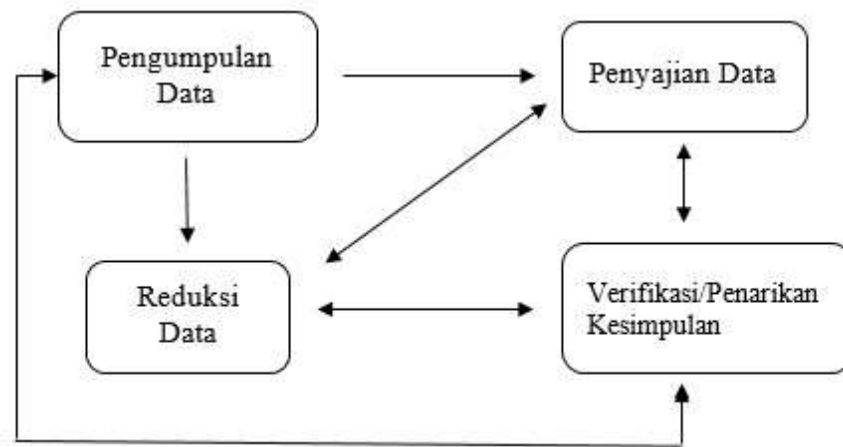 Pengumpulan
Data
Penyajian Data
Reduksi
Data
Verifikasi/Penarikan
Kesimpulan